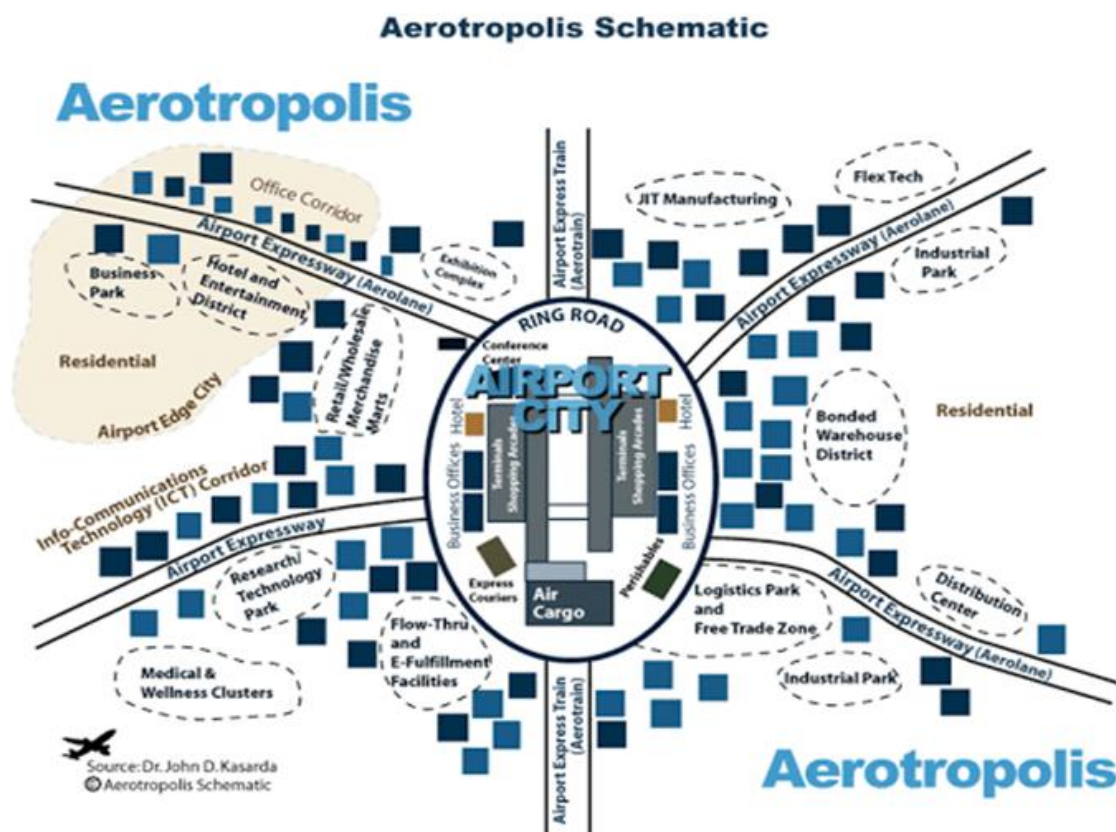 Aerotropolis Schematic
Aerotropolis
Office Corridor
Airport Expressway (Aerolane)
Business
Park
Hotel and
Entertainment
District
Exhibition
Complex
Airport Express Train
(Aerotrain)
JIT Manufacturing
Flex Tech
Airport Expressway (Aerolane)
Industrial
Park
Residential
Airport Edge City
Retail/Wholesale
Merchandise
Marts
RING ROAD
Conference
Center
AIRPORT
CITY
Hotel
Terminals
Shopping Arcades
Terminals
Shopping Arcades
Hotel
Business Offices
Business Offices
Express
Couriers
Air
Cargo
Perishables
Bonded
Warehouse
District
Residential
Info-Communications
Technology (ICT) Corridor
Airport Expressway
Research/
Technology
Park
Medical &
Wellness Clusters
Flow-Thru
and
E-Fulfillment
Facilities
Logistics Park
and
Free Trade Zone
Airport Expressway (Aerolane)
Distribution
Center
Industrial Park
Airport Express Train
(Aerotrain)
Source: Dr. John D. Kasarda
© Aerotropolis Schematic
Aerotropolis